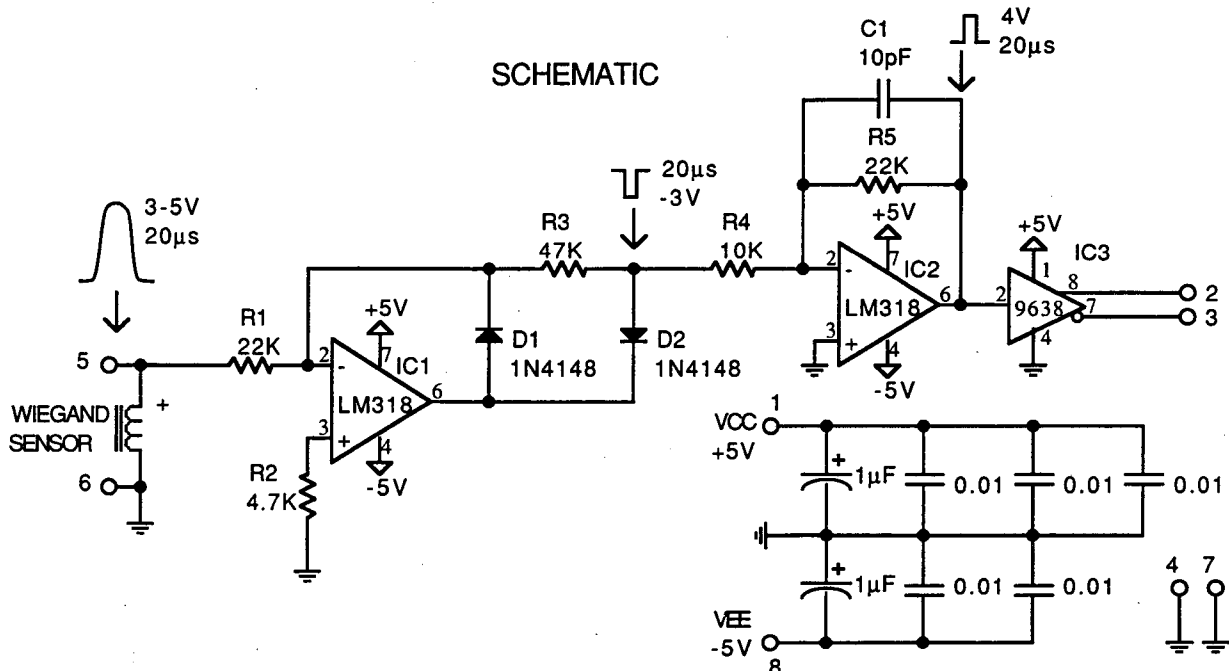 SCHEMATIC
3-5V
20µs
5
WIEGAND
SENSOR
+
6
R1
22K
R2
4.7K
2
-
3
+
LM318
+5V
7
IC1
6
4
-5V
D1
1N4148
D2
1N4148
R3
47K
20µs
-3V
R4
10K
C1
10pF
R5
22K
4V
20µs
2
-
3
+
LM318
+5V
7
IC2
6
4
-5V
+5V
1
IC3
2
9638
8
7
4
2
3
1
VCC
+5V
+
1µF
0.01
0.01
0.01
+
1µF
0.01
0.01
VEE
-5V
8
4
7